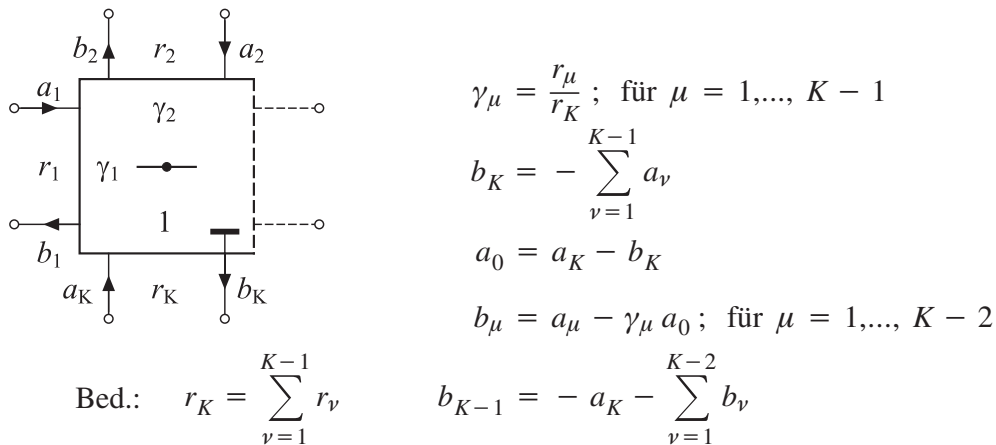 b₂ r₂ a₂
a₁
γ₂
r₁ γ₁
1
b₁
a_K r_K b_K
γ_μ = r_μ / r_K ; für μ = 1,..., K − 1
b_K = − ∑_{ν=1}^{K−1} a_ν
a₀ = a_K − b_K
b_μ = a_μ − γ_μ a₀ ; für μ = 1,..., K − 2
Bed.: r_K = ∑_{ν=1}^{K−1} r_ν b_{K−1} = − a_K − ∑_{ν=1}^{K−2} b_ν